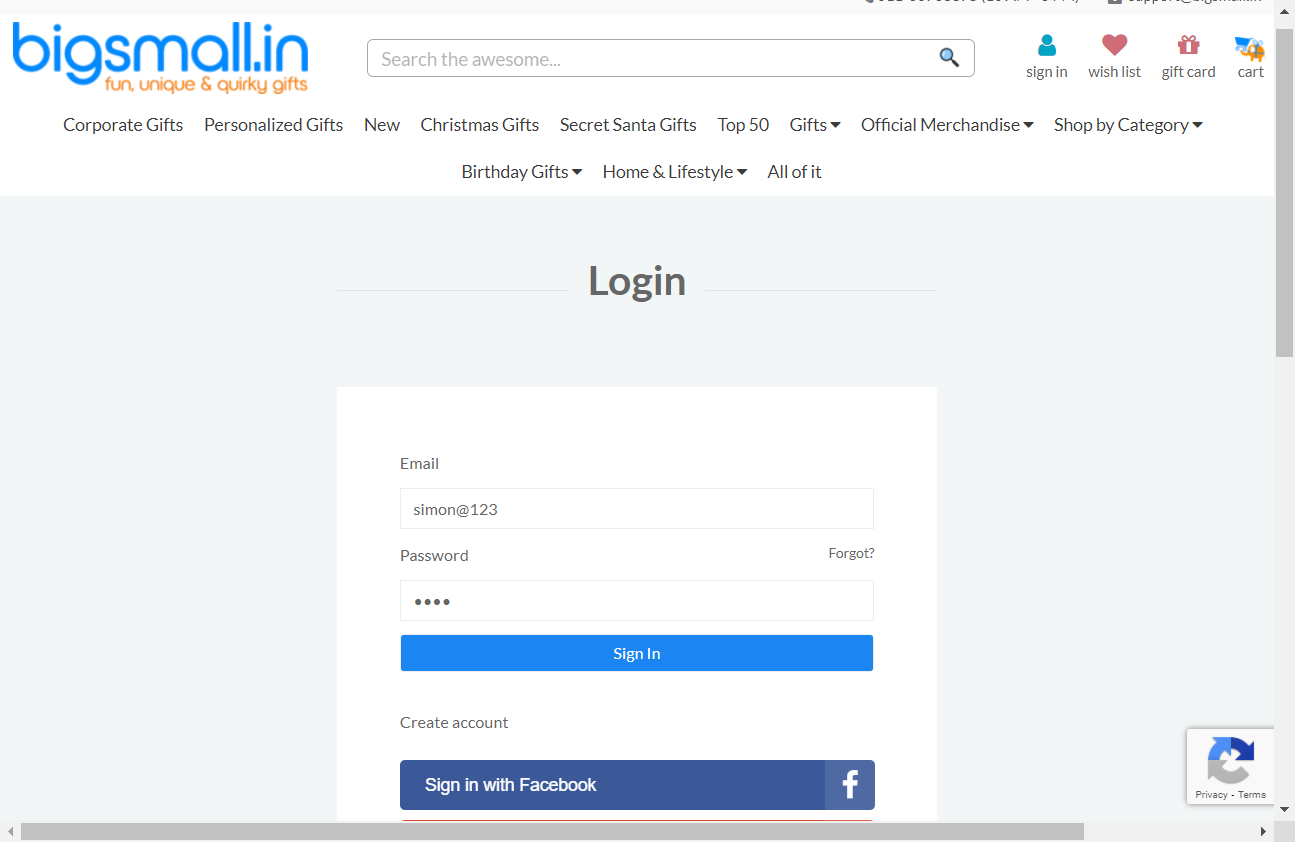 bigsmall.in
fun, unique & quirky gifts
Search the awesome...
sign in
wish list
gift card
cart
Corporate Gifts Personalized Gifts New Christmas Gifts Secret Santa Gifts Top 50 Gifts Official Merchandise Shop by Category
Birthday Gifts Home & Lifestyle All of it
Login
Email
simon@123
Password
Forgot?
Sign In
Create account
Sign in with Facebook
f
Privacy - Terms